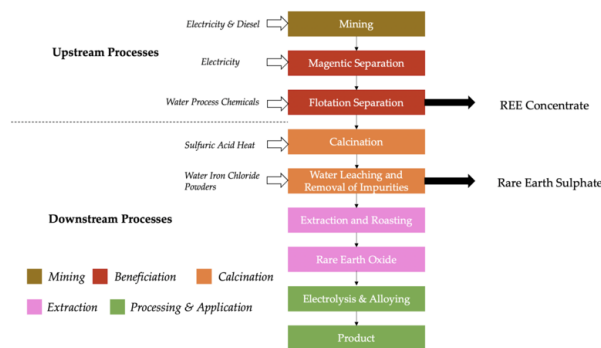 Electricity & Diesel
Mining
Upstream Processes
Electricity
Magentic Separation
Water Process Chemicals
Flotation Separation
REE Concentrate
Sulfuric Acid Heat
Calcination
Water Iron Chloride
Powders
Water Leaching and
Removal of Impurities
Rare Earth Sulphate
Downstream Processes
Extraction and Roasting
Rare Earth Oxide
Mining
Beneficiation
Calcination
Electrolysis & Alloying
Extraction
Processing & Application
Product